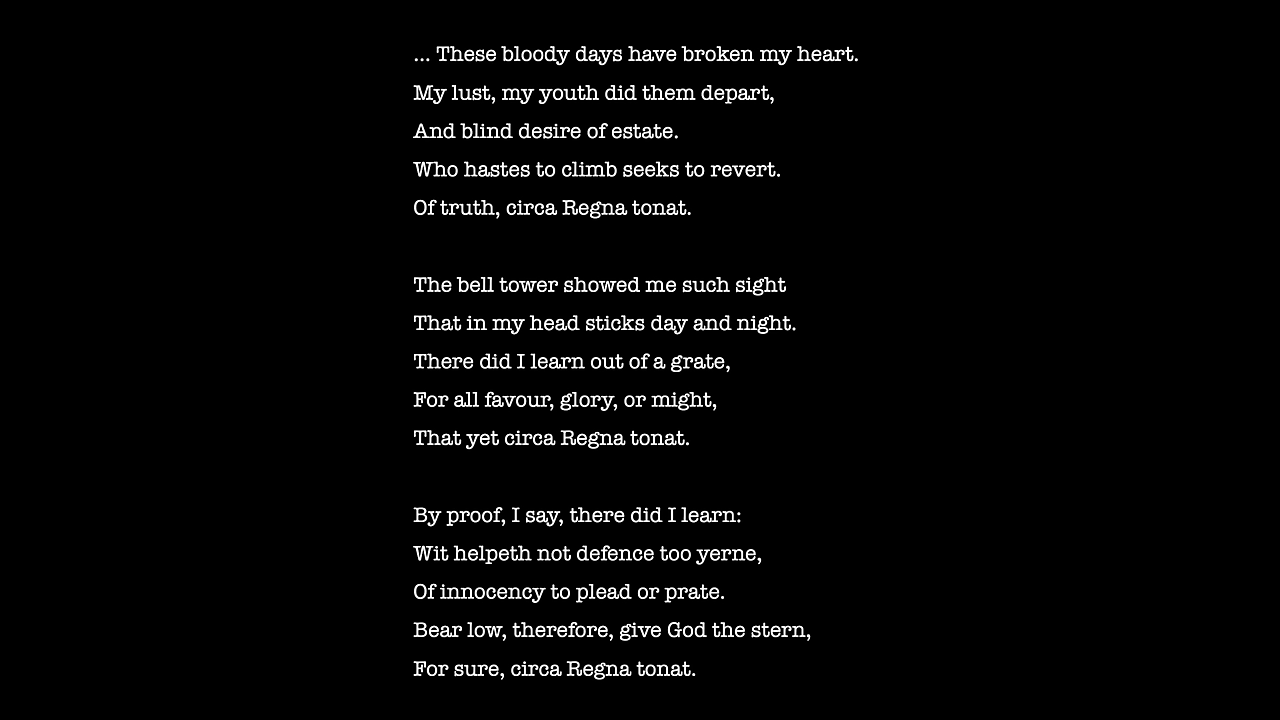 ... These bloody days have broken my heart.
My lust, my youth did them depart,
And blind desire of estate.
Who hastes to climb seeks to revert.
Of truth, circa Regna tonat.
The bell tower showed me such sight
That in my head sticks day and night.
There did I learn out of a grate,
For all favour, glory, or might,
That yet circa Regna tonat.
By proof, I say, there did I learn:
Wit helpeth not defence too yerne,
Of innocency to plead or prate.
Bear low, therefore, give God the stern,
For sure, circa Regna tonat.